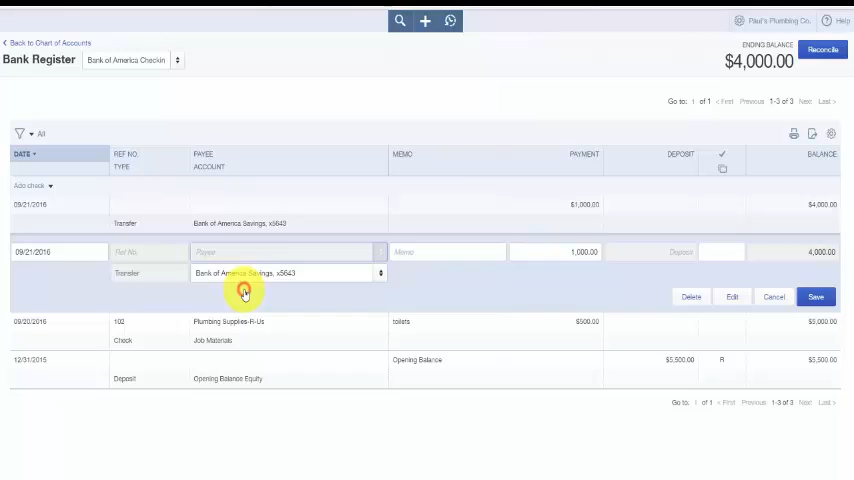 Paul's Plumbing Co. Help
< Back to Chart of Accounts
Bank Register Bank of America Checkin
ENDING BALANCE
$4,000.00
Reconcile
Go to: 1 of 1 < First Previous 1-3 of 3 Next Last >
All
DATE REF NO. PAYEE MEMO PAYMENT DEPOSIT ✓ BALANCE
TYPE ACCOUNT
Add check
09/21/2016 $1,000.00 $4,000.00
Transfer Bank of America Savings, x5643
09/21/2016 Ref No. Payee Memo 1,000.00 Deposit 4,000.00
Transfer Bank of America Savings, x5643
Delete Edit Cancel Save
09/20/2016 102 Plumbing Supplies-R-Us toilets $500.00 $5,000.00
Check Job Materials
12/31/2015 Opening Balance $5,500.00 R $5,500.00
Deposit Opening Balance Equity
Go to: 1 of 1 < First Previous 1-3 of 3 Next Last >